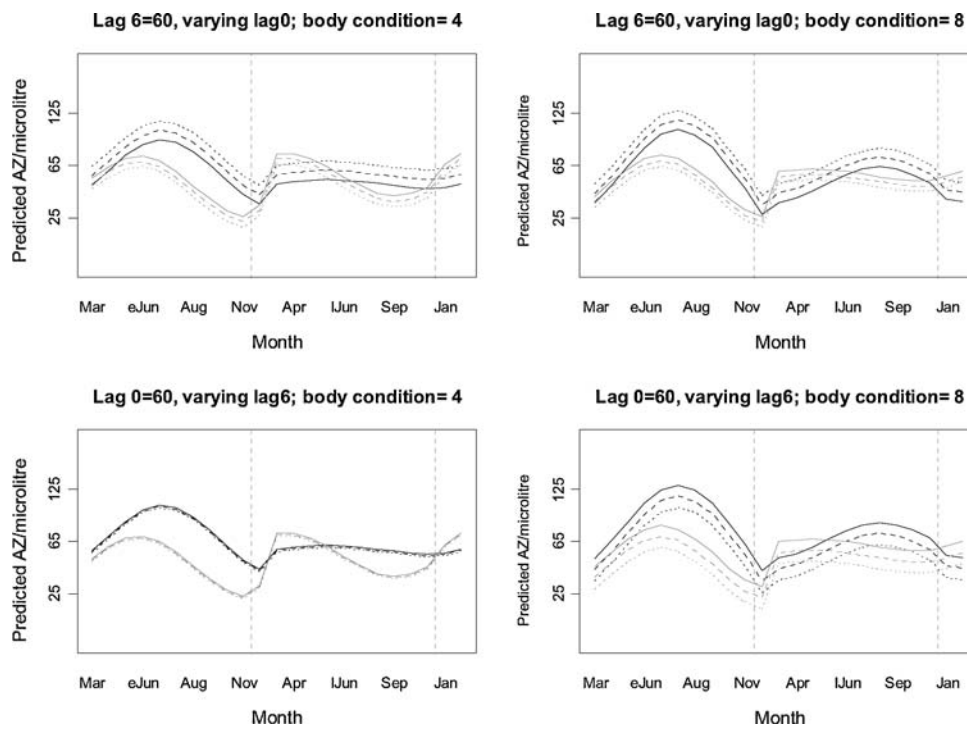 Lag 6=60, varying lag0; body condition= 4
Predicted AZ/microlitre
125
65
25
Mar eJun Aug Nov Apr lJun Sep Jan
Month
Lag 6=60, varying lag0; body condition= 8
Predicted AZ/microlitre
125
65
25
Mar eJun Aug Nov Apr lJun Sep Jan
Month
Lag 0=60, varying lag6; body condition= 4
Predicted AZ/microlitre
125
65
25
Mar eJun Aug Nov Apr lJun Sep Jan
Month
Lag 0=60, varying lag6; body condition= 8
Predicted AZ/microlitre
125
65
25
Mar eJun Aug Nov Apr lJun Sep Jan
Month